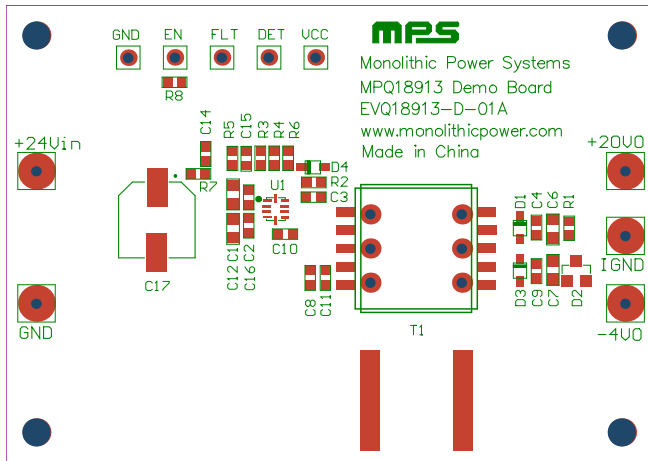 GND EN FLT DET VCC
mps
Monolithic Power Systems
MPQ18913 Demo Board
EVQ18913-D-01A
www.monolithicpower.com
Made in China
R8
+24Vin
C14
R5
C15
R3
R4
R6
D4
R2
C3
R7
U1
+20VO
D1
C4
C6
R1
C10
C12
C1
C16
C2
C17
C8
C11
IGND
D3
C9
C7
D2
GND
T1
-4VO